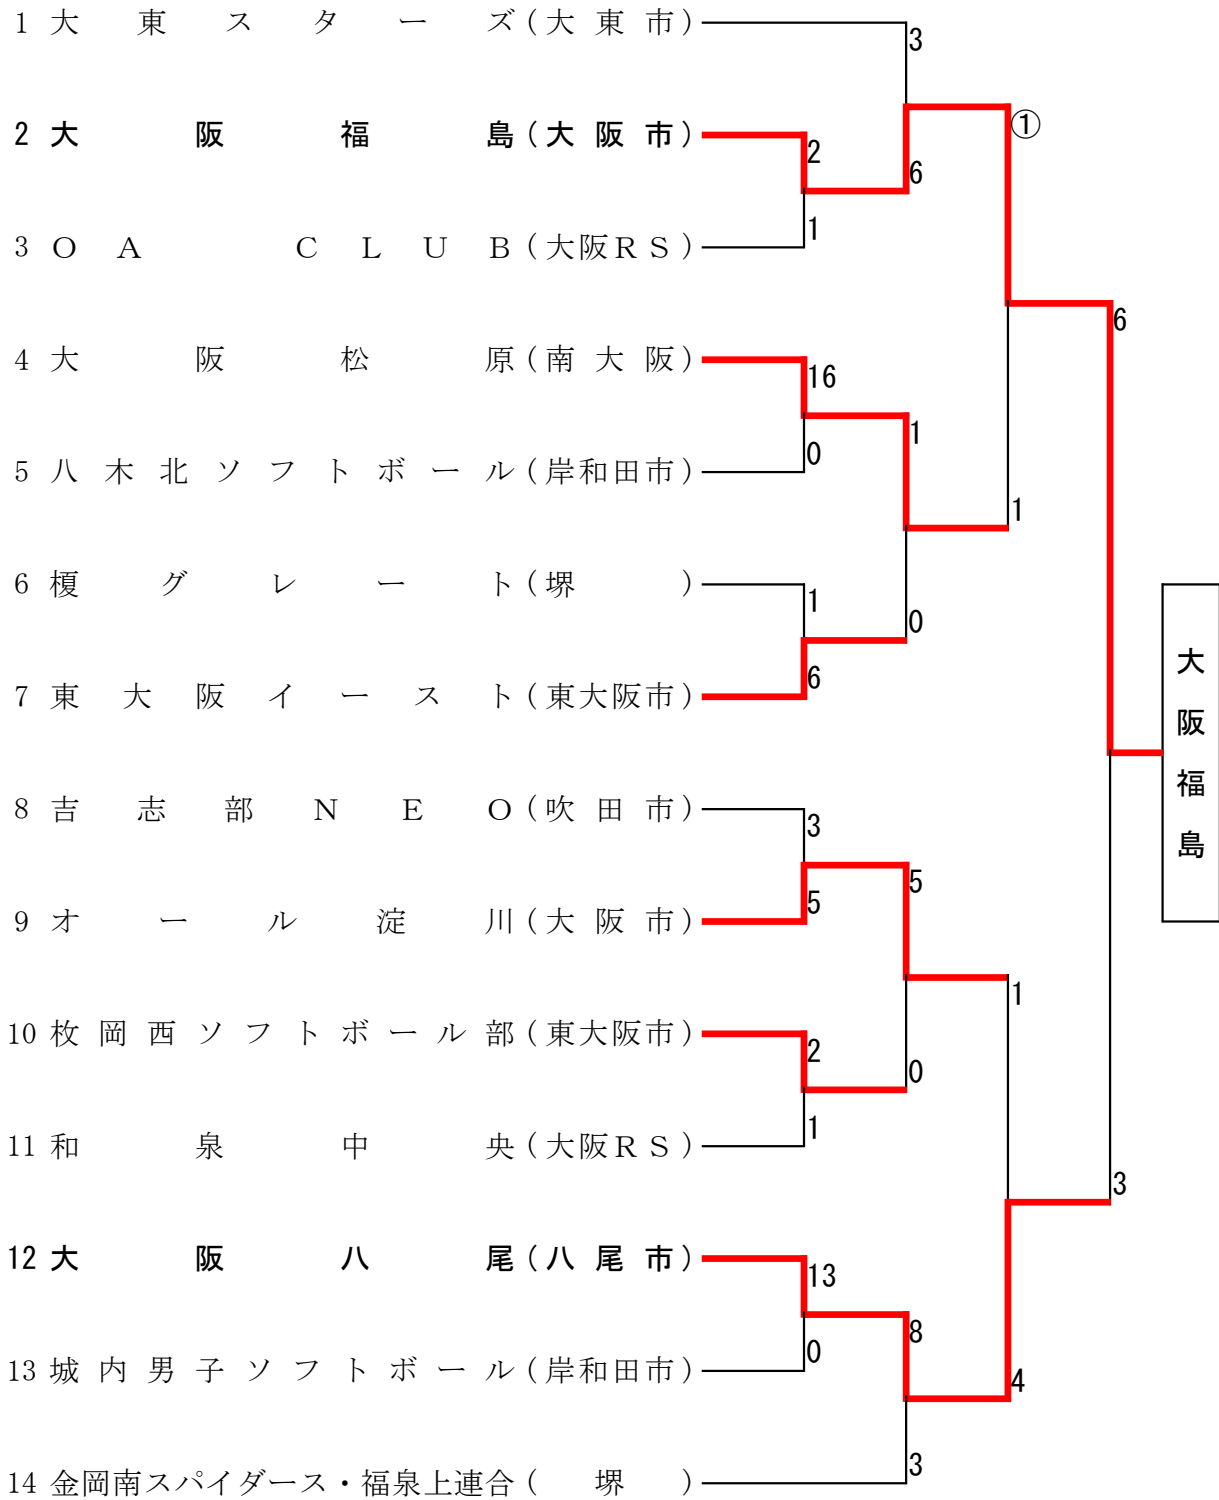 1 大東スターズ(大東市)
3
2 大阪福島(大阪市)
①
2
6
1
3 OA CLUB(大阪RS)
6
4 大阪松原(南大阪)
16
1
0
5 八木北ソフトボール(岸和田市)
1
6 榎グレート(堺)
1
0
6
7 東大阪イースト(東大阪市)
大阪福島
8 吉志部NEO(吹田市)
3
5
5
9 オール淀川(大阪市)
1
10 枚岡西ソフトボール部(東大阪市)
2
0
1
11 和泉中央(大阪RS)
3
12 大阪八尾(八尾市)
13
8
0
13 城内男子ソフトボール(岸和田市)
4
3
14 金岡南スパイダース・福泉上連合(堺)